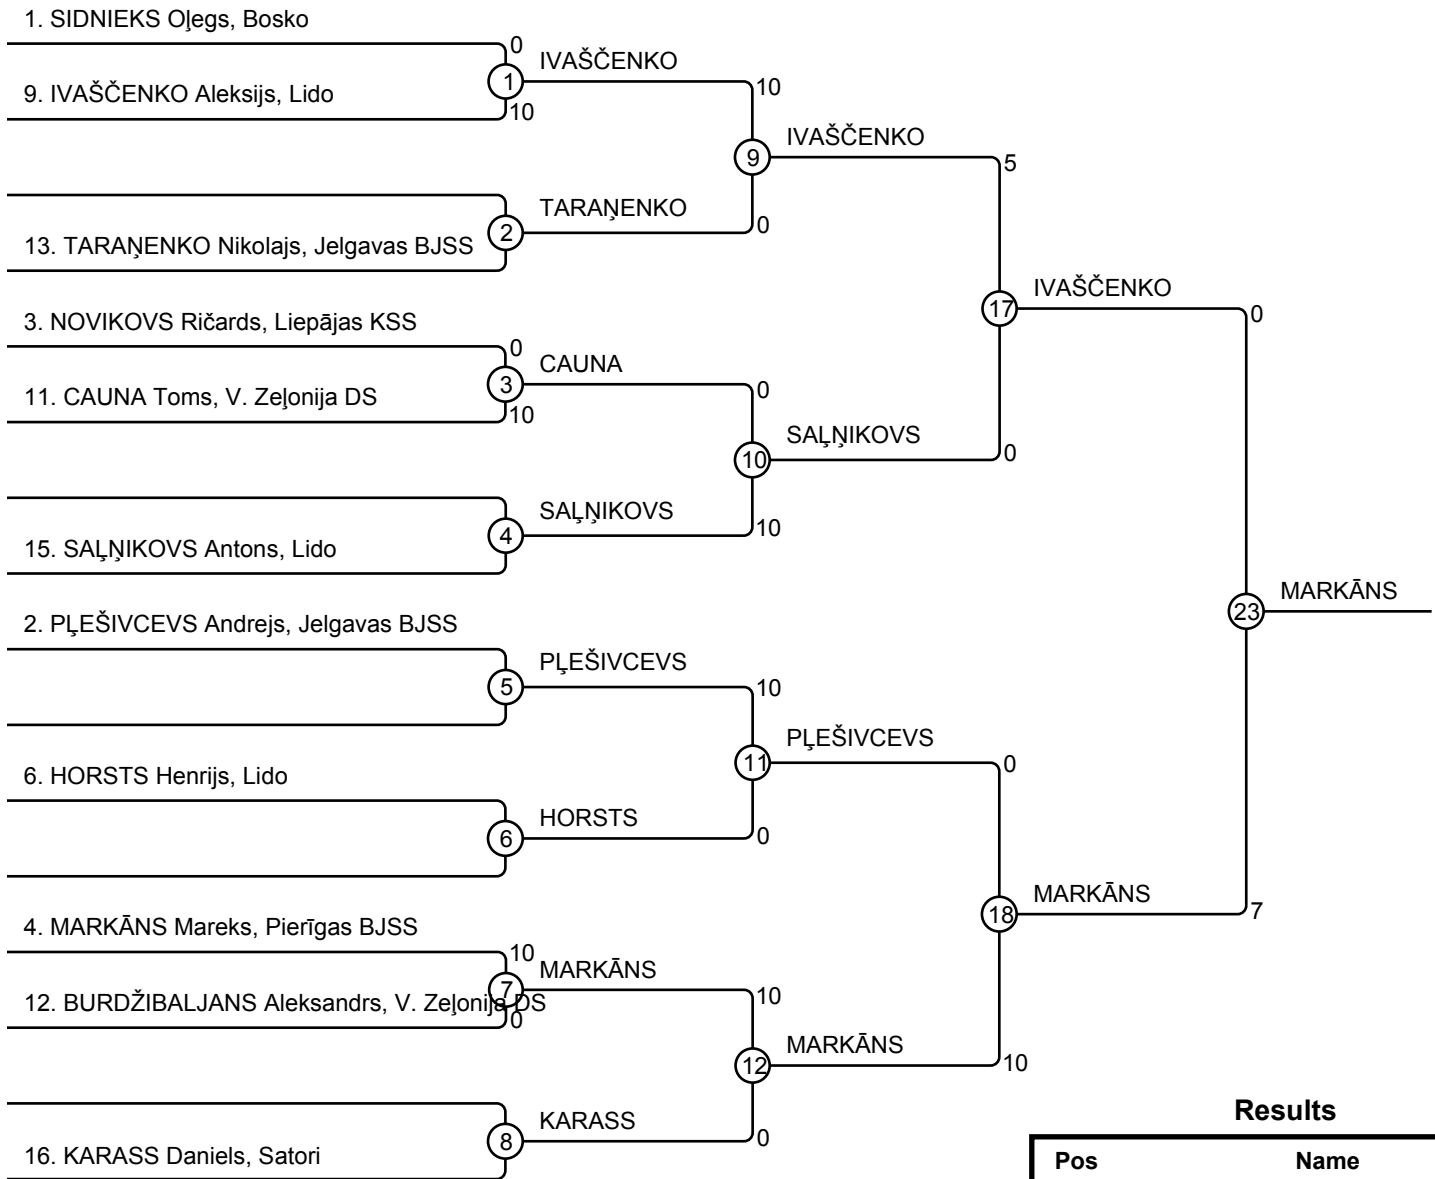 1. SIDNIEKS Oļegs, Bosko
0
IVAŠČENKO
1
10
9. IVAŠČENKO Aleksijs, Lido
10
IVAŠČENKO
9
5
TARAŅENKO
2
0
13. TARAŅENKO Nikolajs, Jelgavas BJSS
IVAŠČENKO
17
0
3. NOVIKOVS Ričards, Liepājas KSS
0
CAUNA
3
0
11. CAUNA Toms, V. Zeļonija DS
10
SAĻŅIKOVS
10
0
SAĻŅIKOVS
4
10
15. SAĻŅIKOVS Antons, Lido
MARKĀNS
23
2. PĻEŠIVCEVS Andrejs, Jelgavas BJSS
PĻEŠIVCEVS
5
10
PĻEŠIVCEVS
11
0
6. HORSTS Henrijs, Lido
HORSTS
6
0
MARKĀNS
18
7
4. MARKĀNS Mareks, Pierīgas BJSS
10
MARKĀNS
7
10
12. BURDŽIBALJANS Aleksandrs, V. Zeļonija DS
0
MARKĀNS
12
10
KARASS
8
0
16. KARASS Daniels, Satori
Results
Pos Name